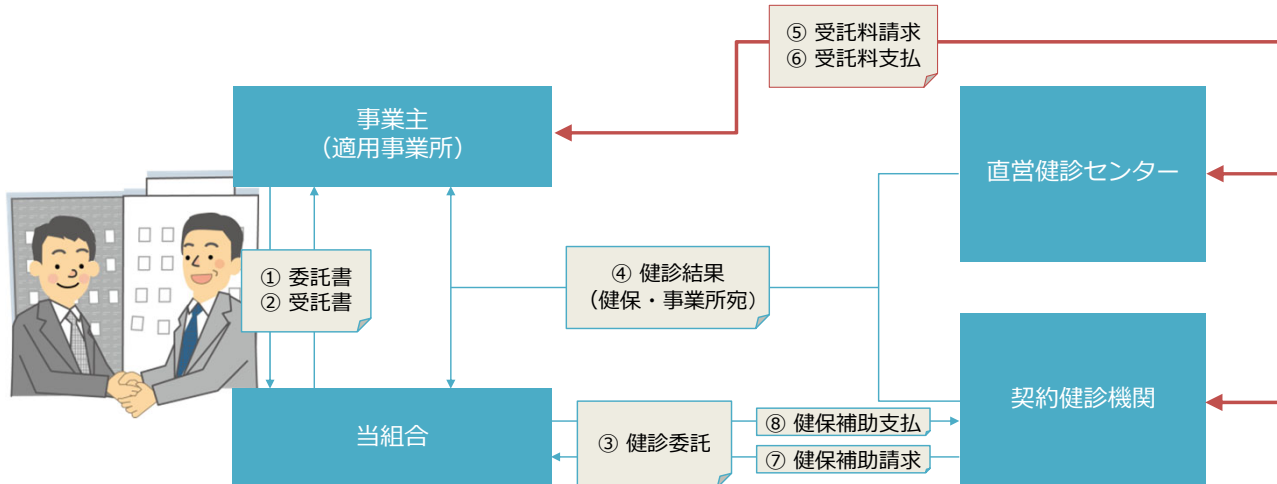 ⑤ 受託料請求
⑥ 受託料支払
事業主
（適用事業所）
直営健診センター
① 委託書
② 受託書
④ 健診結果
（健保・事業所宛）
当組合
③ 健診委託
⑧ 健保補助支払
⑦ 健保補助請求
契約健診機関